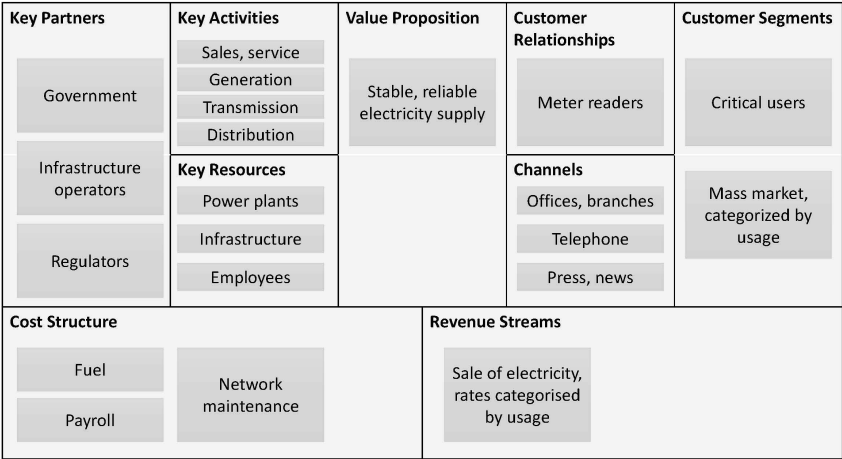 Key Partners
Government
Infrastructure
operators
Regulators
Key Activities
Sales, service
Generation
Transmission
Distribution
Key Resources
Power plants
Infrastructure
Employees
Value Proposition
Stable, reliable
electricity supply
Customer
Relationships
Meter readers
Channels
Offices, branches
Telephone
Press, news
Customer Segments
Critical users
Mass market,
categorized by
usage
Cost Structure
Fuel
Payroll
Network
maintenance
Revenue Streams
Sale of electricity,
rates categorised
by usage